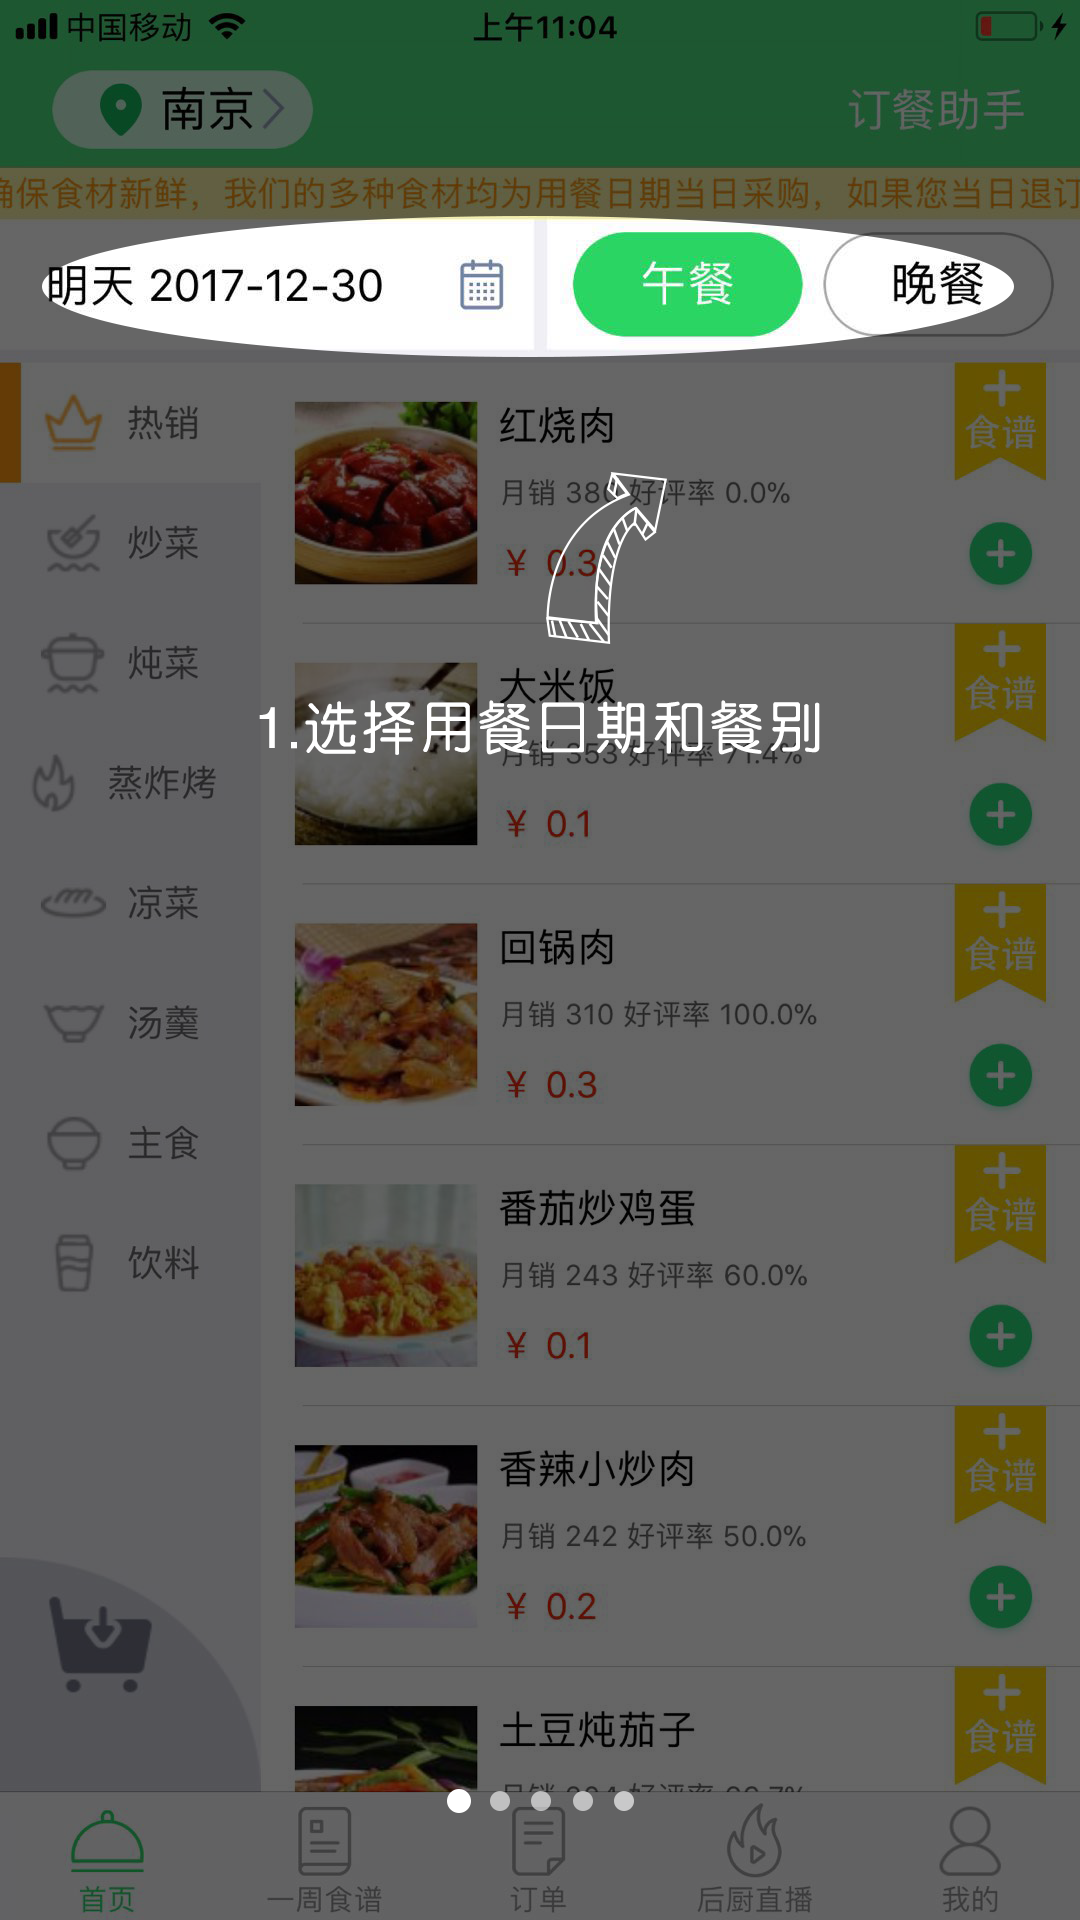 中国移动 上午11:04
南京 订餐助手
确保食材新鲜，我们的多种食材均为用餐日期当日采购，如果您当日退订
明天 2017-12-30 午餐 晚餐
热销
炒菜
炖菜
蒸炸烤
凉菜
汤羹
主食
饮料
红烧肉
月销 380 好评率 0.0%
¥ 0.3
+ 食谱
大米饭
月销 353 好评率 71.4%
¥ 0.1
+ 食谱
1.选择用餐日期和餐别
回锅肉
月销 310 好评率 100.0%
¥ 0.3
+ 食谱
番茄炒鸡蛋
月销 243 好评率 60.0%
¥ 0.1
+ 食谱
香辣小炒肉
月销 242 好评率 50.0%
¥ 0.2
+ 食谱
土豆炖茄子
+ 食谱
首页 一周食谱 订单 后厨直播 我的